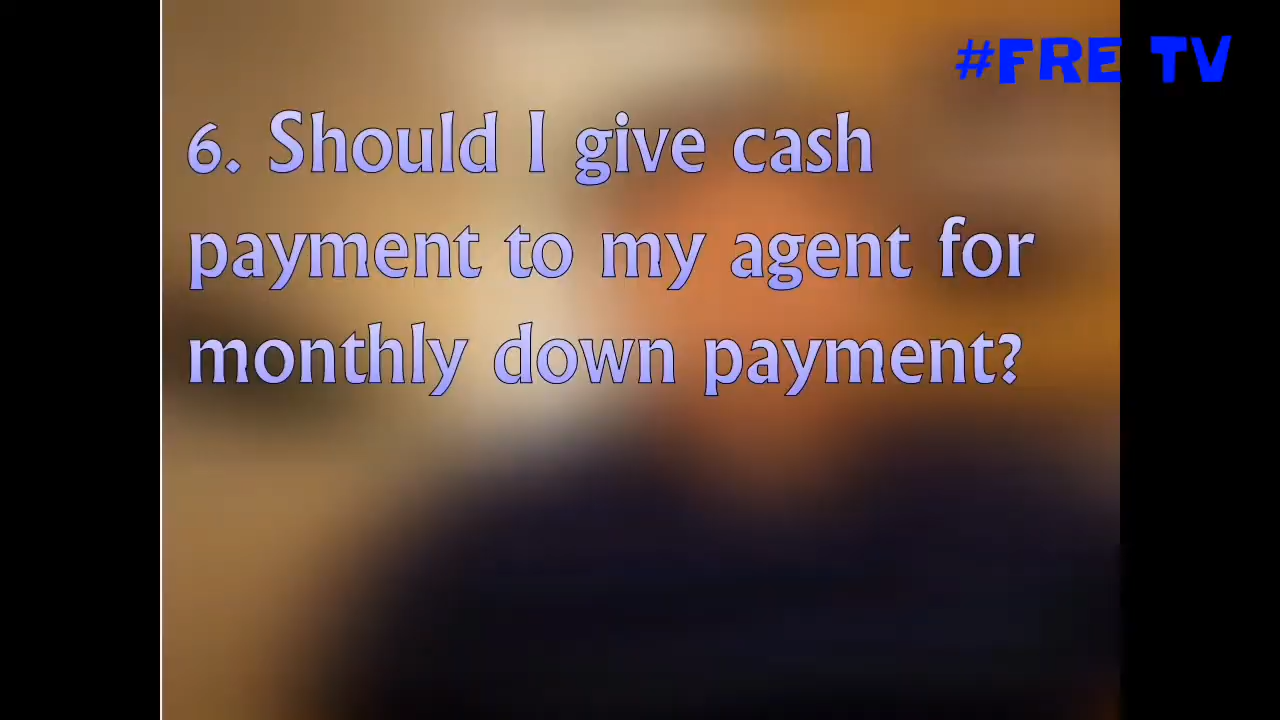 #FRE TV
6. Should I give cash
payment to my agent for
monthly down payment?